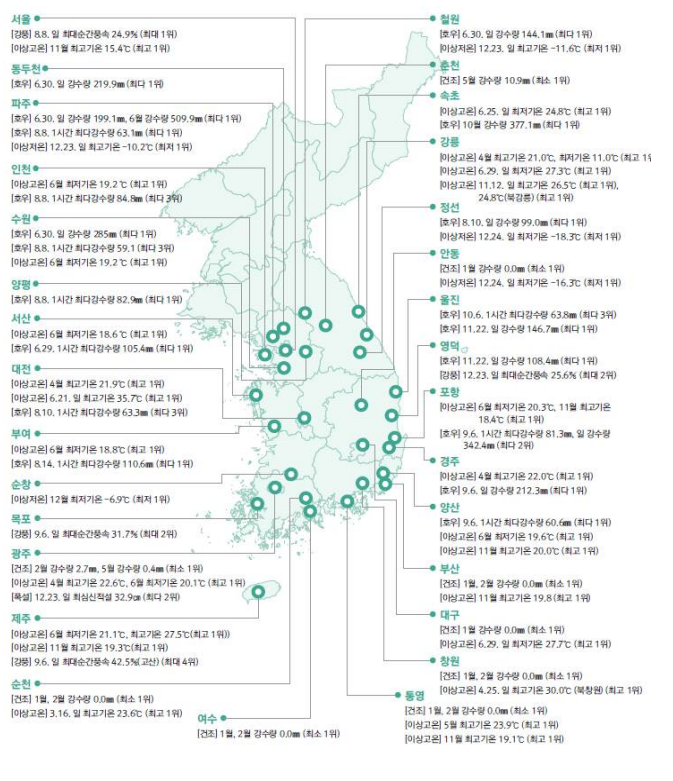 서울
[강풍] 8.8. 일 최대순간풍속 24.9㎧ (최대 1위)
[이상고온] 11월 최고기온 15.4℃ (최고 1위)
동두천
[호우] 6.30. 일 강수량 219.9㎜ (최다 1위)
파주
[호우] 6.30. 일 강수량 199.1㎜, 6월 강수량 509.9㎜ (최다 1위)
[호우] 8.8. 1시간 최다강수량 63.1㎜ (최다 1위)
[이상저온] 12.23. 일 최고기온 -10.2℃ (최저 1위)
인천
[이상고온] 6월 최저기온 19.2 ℃ (최고 1위)
[호우] 8.8. 1시간 최다강수량 84.8㎜ (최다 3위)
수원
[호우] 6.30. 일 강수량 285㎜ (최다 1위)
[호우] 8.8. 1시간 최다강수량 59.1 (최다 3위)
[이상고온] 6월 최저기온 19.2 ℃ (최고 1위)
양평
[호우] 8.8. 1시간 최다강수량 82.9㎜ (최다 1위)
서산
[이상고온] 6월 최저기온 18.6 ℃ (최고 1위)
[호우] 6.29. 1시간 최다강수량 105.4㎜ (최다 1위)
대전
[이상고온] 4월 최고기온 21.9℃ (최고 1위)
[이상고온] 6.21. 일 최고기온 35.7℃ (최고 1위)
[호우] 8.10. 1시간 최다강수량 63.3㎜ (최다 3위)
부여
[이상고온] 6월 최저기온 18.8℃ (최고 1위)
[호우] 8.14. 1시간 최다강수량 110.6㎜ (최다 1위)
순창
[이상저온] 12월 최저기온 -6.9℃ (최저 1위)
목포
[강풍] 9.6. 일 최대순간풍속 31.7㎧ (최대 2위)
광주
[건조] 2월 강수량 2.7㎜, 5월 강수량 0.4㎜ (최소 1위)
[이상고온] 4월 최고기온 22.6℃, 6월 최저기온 20.1℃ (최고 1위)
[폭설] 12.23. 일 최심신적설 32.9㎝ (최다 2위)
제주
[이상고온] 6월 최저기온 21.1℃, 최고기온 27.5℃(최고 1위))
[이상고온] 11월 최고기온 19.3℃(최고 1위)
[강풍] 9.6. 일 최대순간풍속 42.5㎧(고산) (최대 4위)
순천
[건조] 1월, 2월 강수량 0.0㎜ (최소 1위)
[이상고온] 3.16. 일 최고기온 23.6℃ (최고 1위)
여수
[건조] 1월, 2월 강수량 0.0㎜ (최소 1위)
철원
[호우] 6.30. 일 강수량 144.1㎜ (최다 1위)
[이상저온] 12.23. 일 최고기온 -11.6℃ (최저 1위)
춘천
[건조] 5월 강수량 10.9㎜ (최소 1위)
속초
[이상고온] 6.25. 일 최저기온 24.8℃ (최고 1위)
[호우] 10월 강수량 377.1㎜ (최다 1위)
강릉
[이상고온] 4월 최고기온 21.0℃, 최저기온 11.0℃ (최고 1위
[이상고온] 6.29. 일 최저기온 27.3℃ (최고 1위)
[이상고온] 11.12. 일 최고기온 26.5℃ (최고 1위),
24.8℃(북강릉) (최고 1위)
정선
[호우] 8.10. 일 강수량 99.0㎜ (최다 1위)
[이상저온] 12.24. 일 최저기온 -18.3℃ (최저 1위)
안동
[건조] 1월 강수량 0.0㎜ (최소 1위)
[이상저온] 12.24. 일 최저기온 -16.3℃ (최저 1위)
울진
[호우] 10.6. 1시간 최다강수량 63.8㎜ (최다 3위)
[호우] 11.22. 일 강수량 146.7㎜ (최다 1위)
영덕
[호우] 11.22. 일 강수량 108.4㎜ (최다 1위)
[강풍] 12.23. 일 최대순간풍속 25.6㎧ (최대 2위)
포항
[이상고온] 6월 최저기온 20.3℃, 11월 최고기온
18.4℃ (최고 1위)
[호우] 9.6. 1시간 최다강수량 81.3㎜, 일 강수량
342.4㎜ (최다 2위)
경주
[이상고온] 4월 최고기온 22.0℃ (최고 1위)
[호우] 9.6. 일 강수량 212.3㎜ (최다 1위)
양산
[호우] 9.6. 1시간 최다강수량 60.6㎜ (최다 1위)
[이상고온] 6월 최저기온 19.6℃ (최고 1위)
[이상고온] 11월 최고기온 20.0℃ (최고 1위)
부산
[건조] 1월, 2월 강수량 0.0㎜ (최소 1위)
[이상고온] 11월 최고기온 19.8 (최고 1위)
대구
[건조] 1월 강수량 0.0㎜ (최소 1위)
[이상고온] 6.29. 일 최저기온 27.7℃ (최고 1위)
창원
[건조] 1월, 2월 강수량 0.0㎜ (최소 1위)
[이상고온] 4.25. 일 최고기온 30.0℃ (북창원) (최고 1위)
통영
[건조] 1월, 2월 강수량 0.0㎜ (최소 1위)
[이상고온] 5월 최고기온 23.9℃ (최고 1위)
[이상고온] 11월 최고기온 19.1℃ (최고 1위)